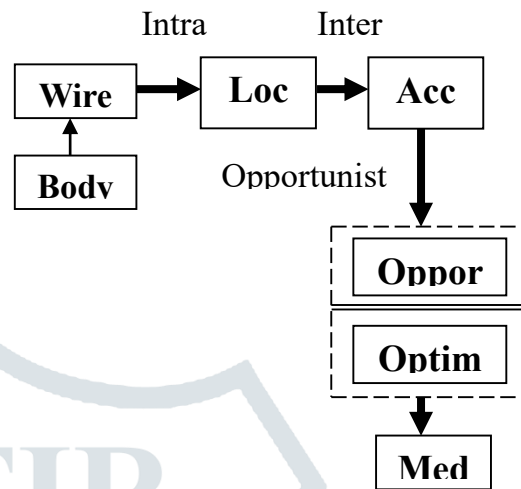 Intra Inter
Wire Loc Acc
Body
Opportunist
Oppor
Optim
Med